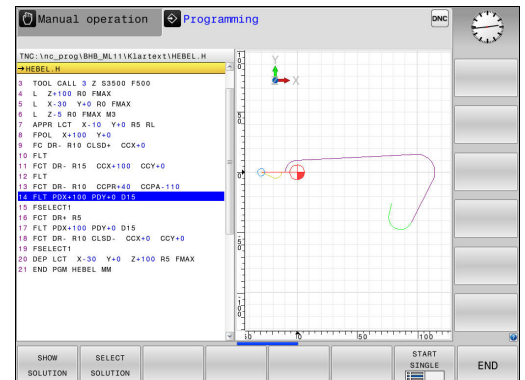 Manual operation
Programming
DNC
TNC:\nc_prog\BHB_ML11\Klartext\HEBEL.H
→HEBEL.H
3 TOOL CALL 3 Z S3500 F500
4 L Z+100 R0 FMAX
5 L X-30 Y+0 R0 FMAX
6 L Z-5 R0 FMAX M3
7 APPR LCT X-10 Y+0 R5 RL
8 FPOL X+100 Y+0
9 FC DR- R10 CLSD+ CCX+0
10 FLT
11 FCT DR- R15 CCX+100 CCY+0
12 FLT
13 FCT DR- R10 CCPR+40 CCPA-110
14 FLT PDX+100 PDY+0 D15
15 FSELECT1
16 FCT DR+ R5
17 FLT PDX+100 PDY+0 D15
18 FCT DR- R10 CLSD- CCX+0 CCY+0
19 FSELECT1
20 DEP LCT X-30 Y+0 Z+100 R5 FMAX
21 END PGM HEBEL MM
Y
X
0
50
100
SHOW
SOLUTION
SELECT
SOLUTION
START
SINGLE
END